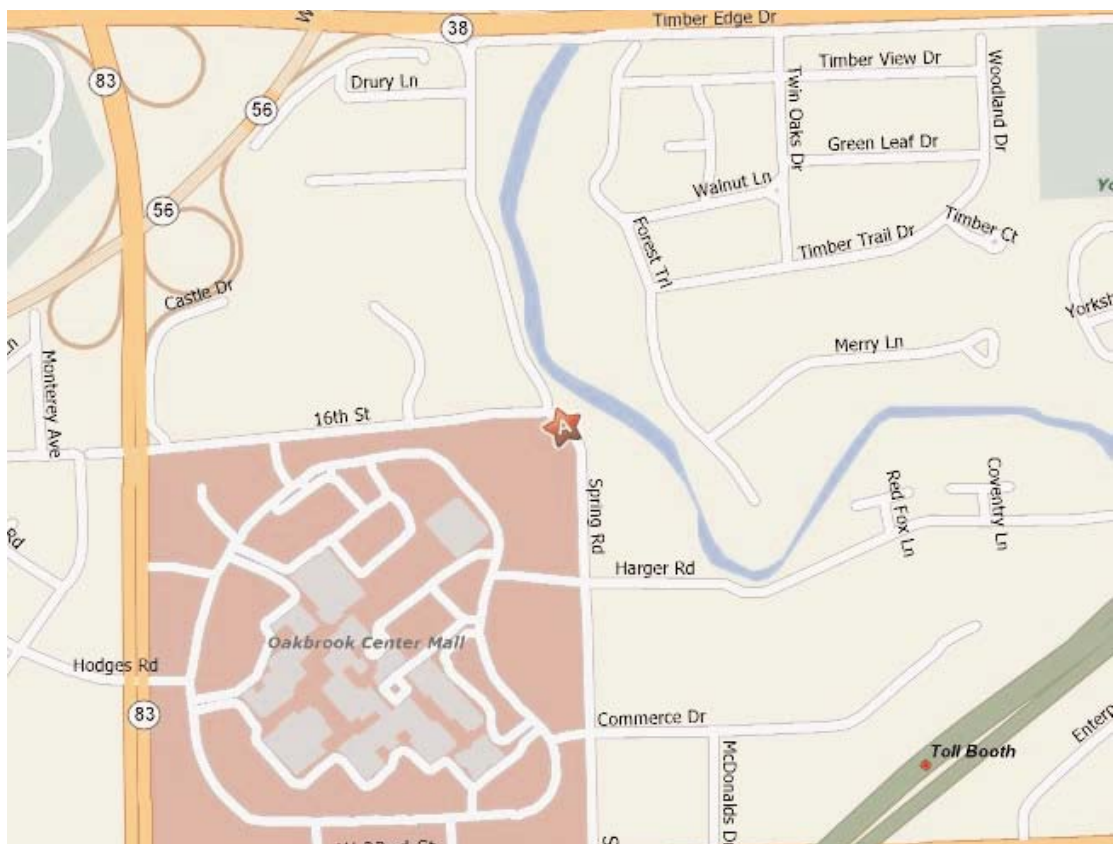 Timber Edge Dr
38
83
Drury Ln
Timber View Dr
Twin Oaks Dr
Woodland Dr
56
Green Leaf Dr
Walnut Ln
56
Forest Trl
Timber Trail Dr
Timber Ct
Castle Dr
Merry Ln
Monterey Ave
16th St
A
Spring Rd
Red Fox Ln
Coventry Ln
Rd
Harger Rd
Oakbrook Center Mall
Hodges Rd
83
Commerce Dr
McDonalds Dr
Toll Booth